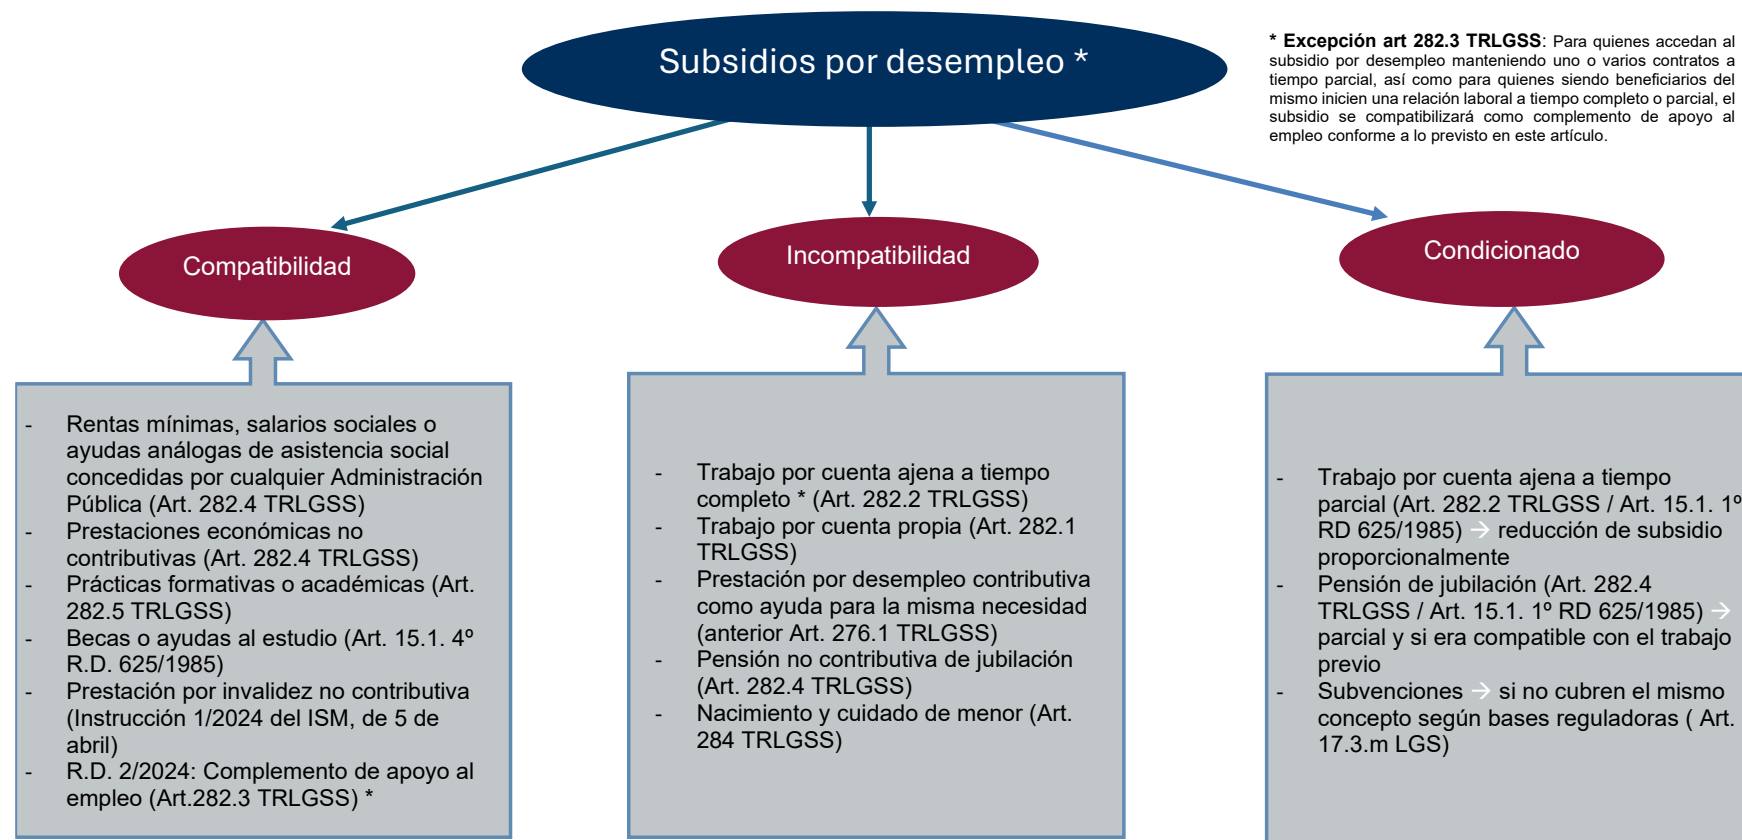 Subsidios por desempleo *
* Excepción art 282.3 TRLGSS: Para quienes accedan al
subsidio por desempleo manteniendo uno o varios contratos a
tiempo parcial, así como para quienes siendo beneficiarios del
mismo inicien una relación laboral a tiempo completo o parcial, el
subsidio se compatibilizará como complemento de apoyo al
empleo conforme a lo previsto en este artículo.
Compatibilidad
Incompatibilidad
Condicionado
- Rentas mínimas, salarios sociales o
ayudas análogas de asistencia social
concedidas por cualquier Administración
Pública (Art. 282.4 TRLGSS)
- Prestaciones económicas no
contributivas (Art. 282.4 TRLGSS)
- Prácticas formativas o académicas (Art.
282.5 TRLGSS)
- Becas o ayudas al estudio (Art. 15.1. 4º
R.D. 625/1985)
- Prestación por invalidez no contributiva
(Instrucción 1/2024 del ISM, de 5 de
abril)
- R.D. 2/2024: Complemento de apoyo al
empleo (Art.282.3 TRLGSS) *
- Trabajo por cuenta ajena a tiempo
completo * (Art. 282.2 TRLGSS)
- Trabajo por cuenta propia (Art. 282.1
TRLGSS)
- Prestación por desempleo contributiva
como ayuda para la misma necesidad
(anterior Art. 276.1 TRLGSS)
- Pensión no contributiva de jubilación
(Art. 282.4 TRLGSS)
- Nacimiento y cuidado de menor (Art.
284 TRLGSS)
- Trabajo por cuenta ajena a tiempo
parcial (Art. 282.2 TRLGSS / Art. 15.1. 1º
RD 625/1985) → reducción de subsidio
proporcionalmente
- Pensión de jubilación (Art. 282.4
TRLGSS / Art. 15.1. 1º RD 625/1985) →
parcial y si era compatible con el trabajo
previo
- Subvenciones → si no cubren el mismo
concepto según bases reguladoras ( Art.
17.3.m LGS)